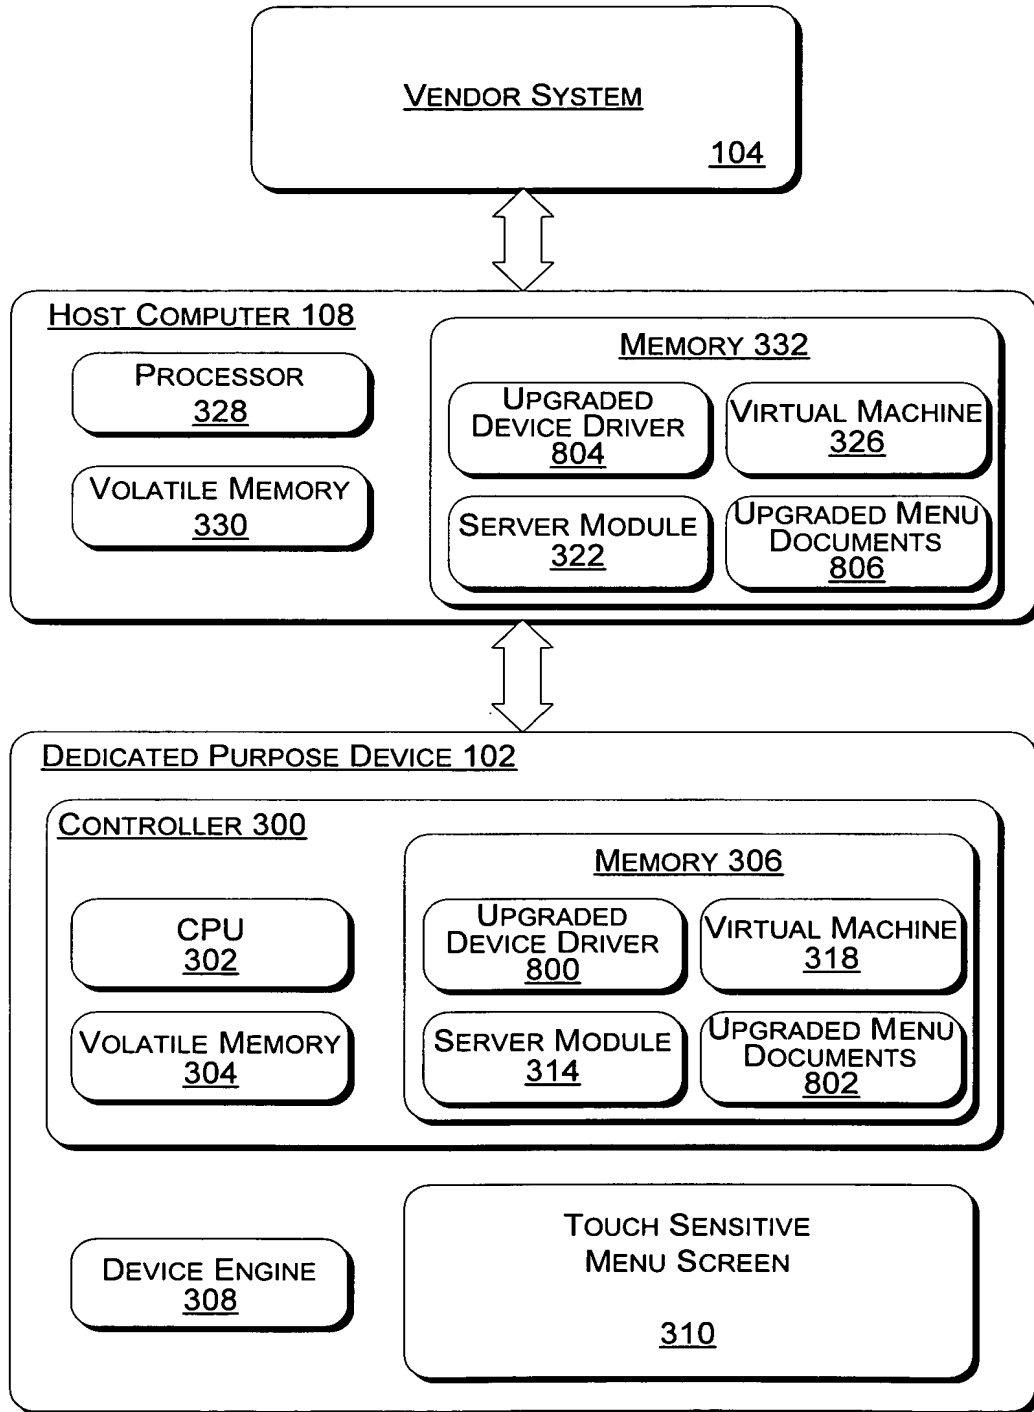 VENDOR SYSTEM
104
HOST COMPUTER 108
PROCESSOR
328
VOLATILE MEMORY
330
MEMORY 332
UPGRADED
DEVICE DRIVER
804
VIRTUAL MACHINE
326
SERVER MODULE
322
UPGRADED MENU
DOCUMENTS
806
DEDICATED PURPOSE DEVICE 102
CONTROLLER 300
CPU
302
VOLATILE MEMORY
304
MEMORY 306
UPGRADED
DEVICE DRIVER
800
VIRTUAL MACHINE
318
SERVER MODULE
314
UPGRADED MENU
DOCUMENTS
802
DEVICE ENGINE
308
TOUCH SENSITIVE
MENU SCREEN
310